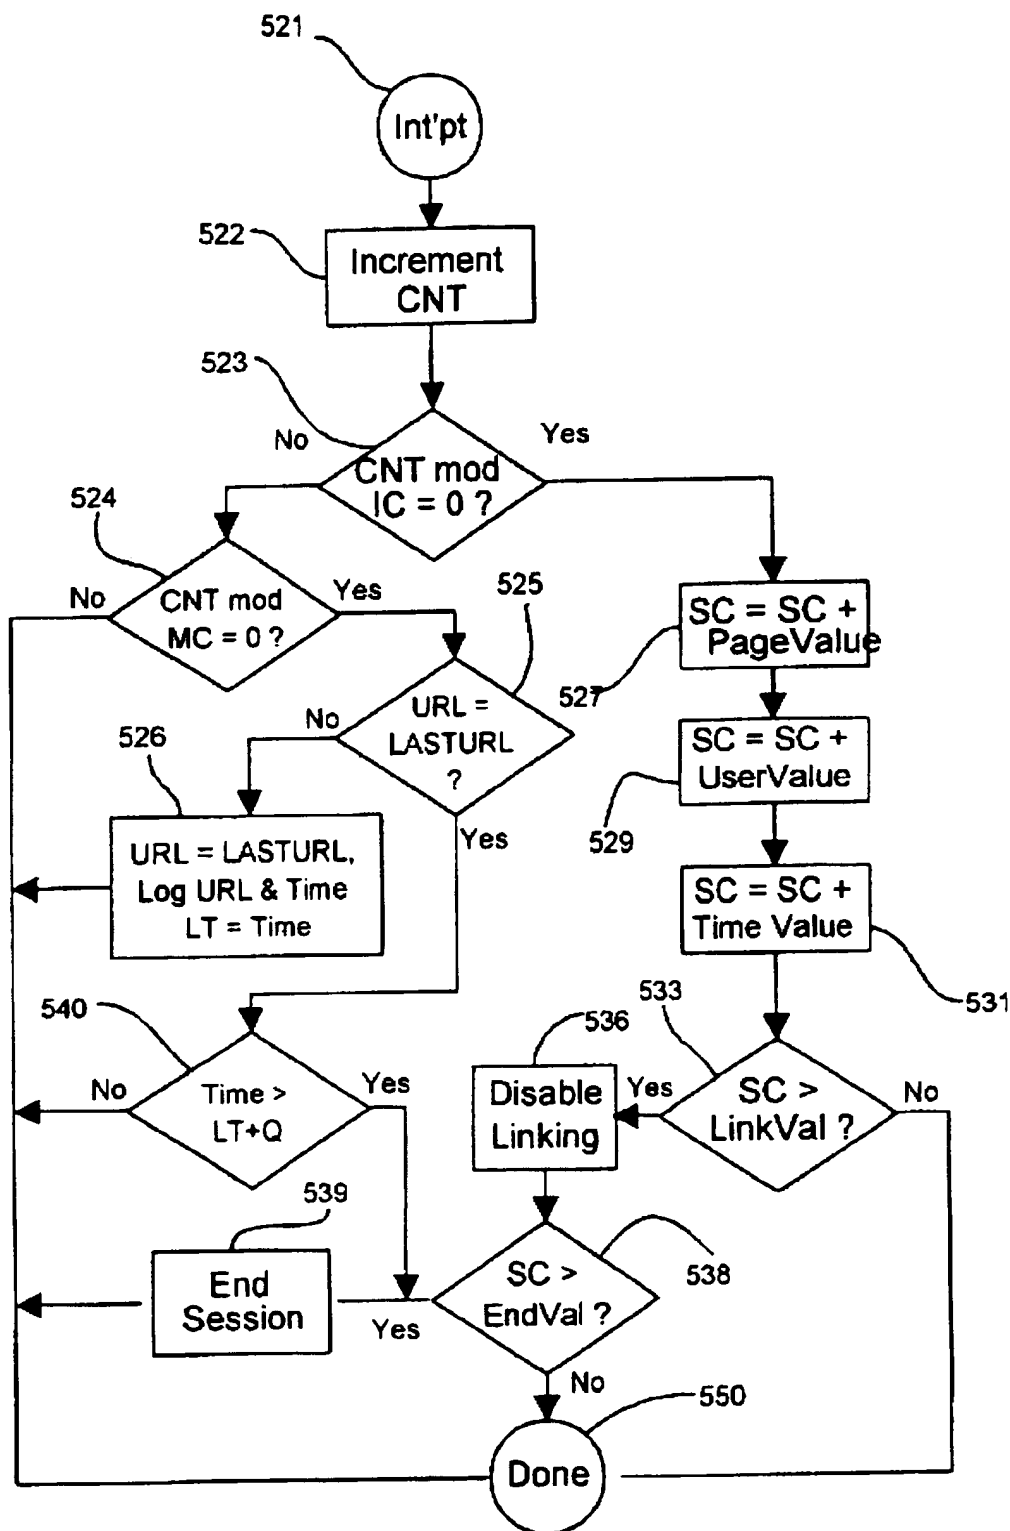 521
Int'pt
522
Increment
CNT
523
No
Yes
CNT mod
IC = 0 ?
524
No
Yes
CNT mod
MC = 0 ?
525
URL =
LASTURL
?
No
Yes
526
URL = LASTURL,
Log URL & Time
LT = Time
SC = SC +
PageValue
527
SC = SC +
UserValue
529
SC = SC +
Time Value
531
540
No
Yes
Time >
LT+Q
533
Yes
No
SC >
LinkVal ?
536
Disable
Linking
539
End
Session
Yes
SC >
EndVal ?
538
No
550
Done